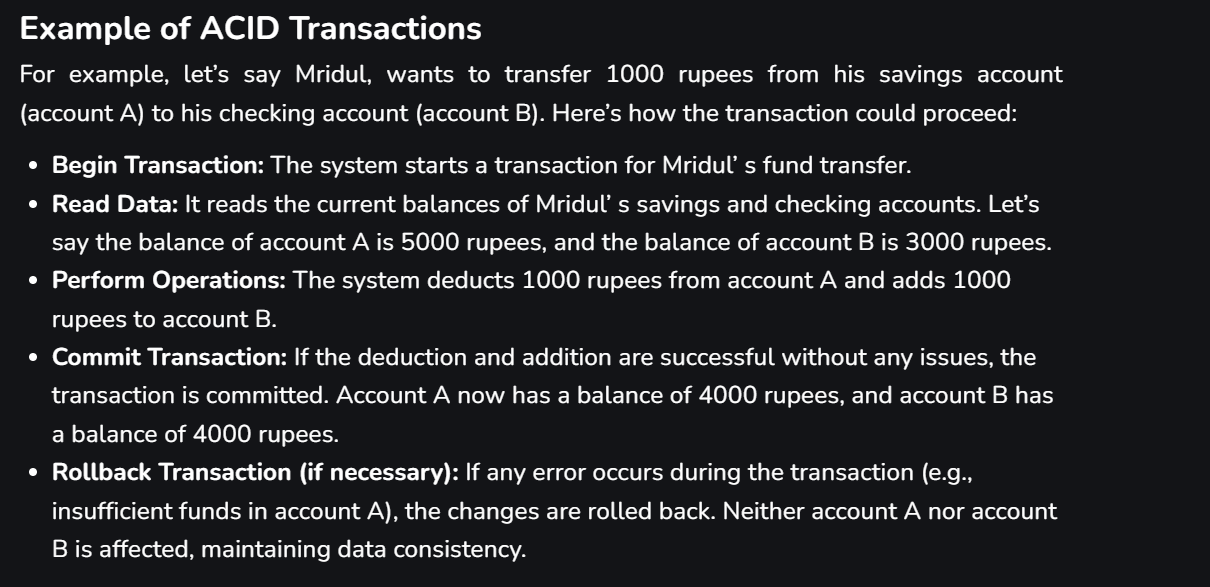 Example of ACID Transactions
For example, let’s say Mridul, wants to transfer 1000 rupees from his savings account
(account A) to his checking account (account B). Here’s how the transaction could proceed:
• Begin Transaction: The system starts a transaction for Mridul’ s fund transfer.
• Read Data: It reads the current balances of Mridul’ s savings and checking accounts. Let’s
say the balance of account A is 5000 rupees, and the balance of account B is 3000 rupees.
• Perform Operations: The system deducts 1000 rupees from account A and adds 1000
rupees to account B.
• Commit Transaction: If the deduction and addition are successful without any issues, the
transaction is committed. Account A now has a balance of 4000 rupees, and account B has
a balance of 4000 rupees.
• Rollback Transaction (if necessary): If any error occurs during the transaction (e.g.,
insufficient funds in account A), the changes are rolled back. Neither account A nor account
B is affected, maintaining data consistency.